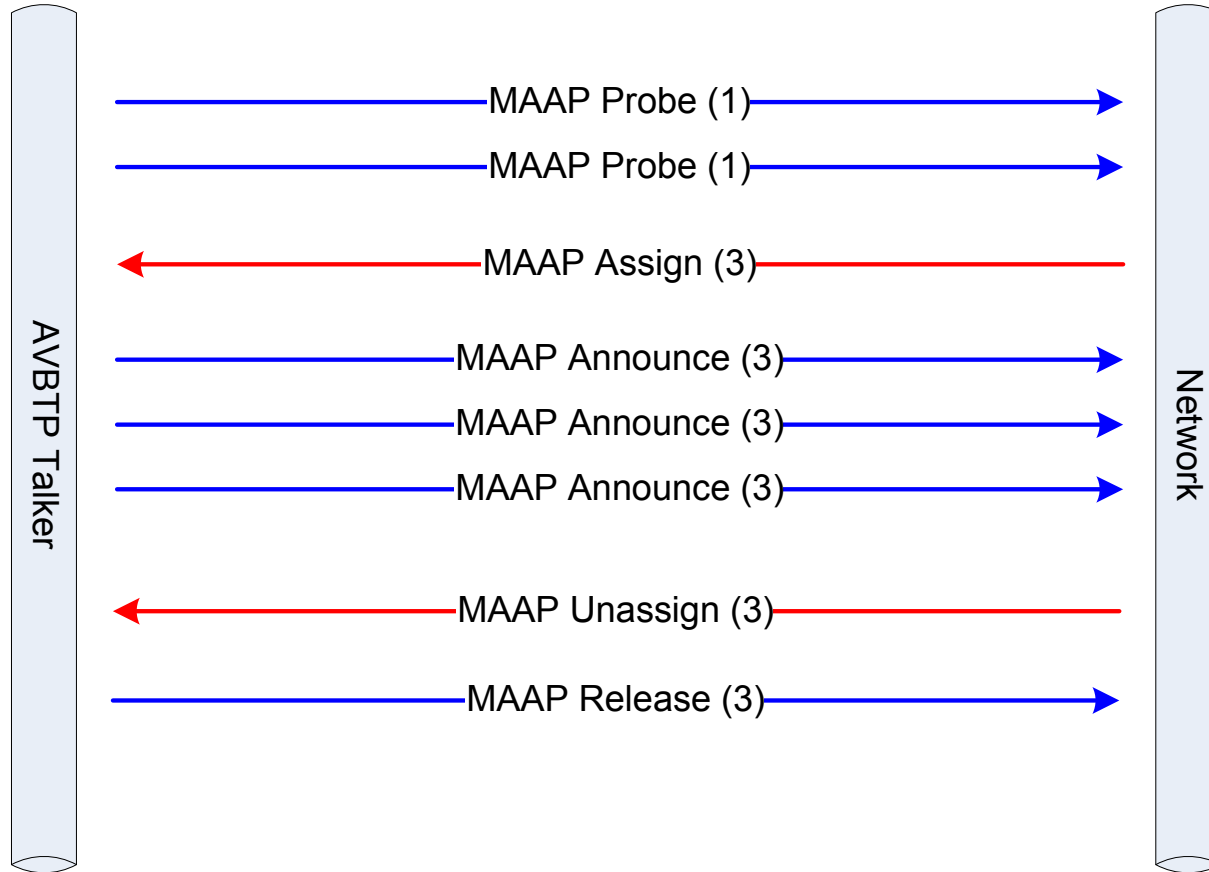 MAAP Probe (1)
MAAP Probe (1)
MAAP Assign (3)
MAAP Announce (3)
MAAP Announce (3)
MAAP Announce (3)
MAAP Unassign (3)
MAAP Release (3)
AVBTP Talker
Network